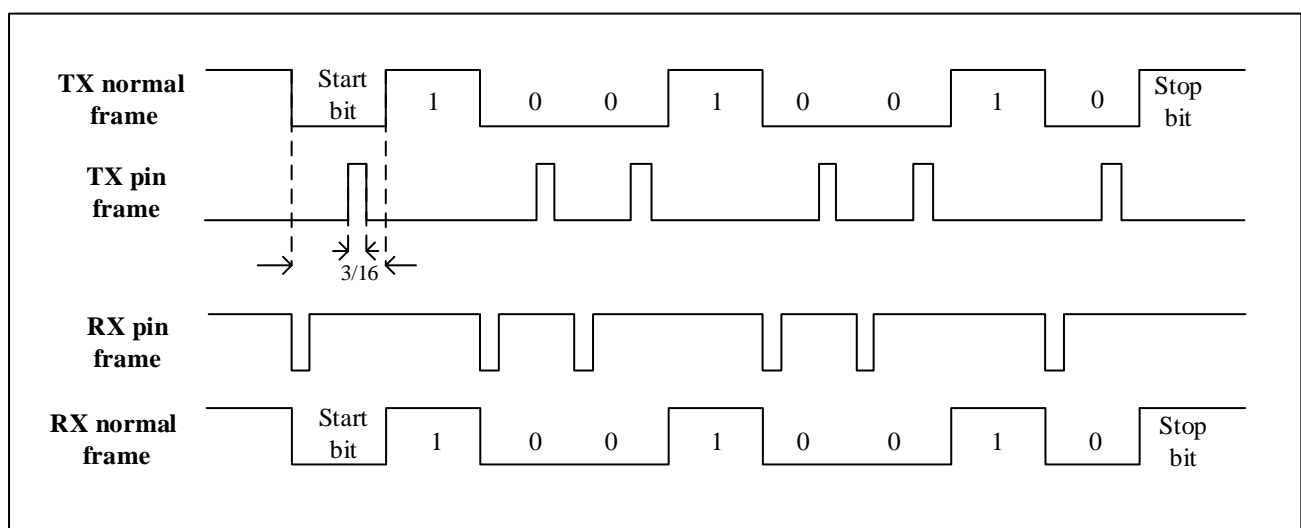 TX normal
frame
Start
bit
1 0 0 1 0 0 1 0
Stop
bit
TX pin
frame
3/16
RX pin
frame
RX normal
frame
Start
bit
1 0 0 1 0 0 1 0
Stop
bit